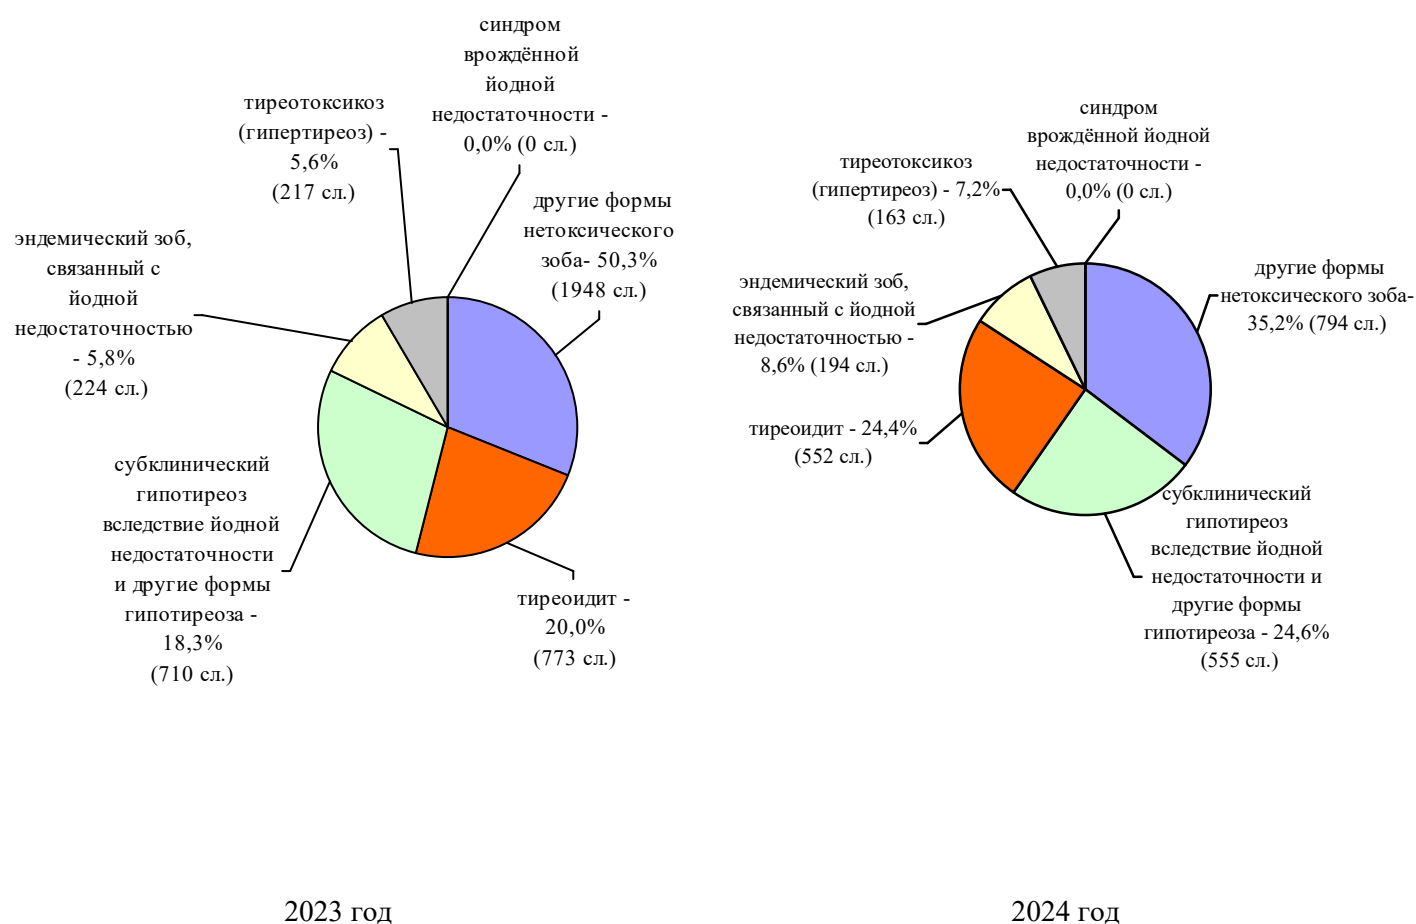 синдром
врождённой
йодной
недостаточности -
0,0% (0 сл.)
тиреотоксикоз
(гипертиреоз) -
5,6%
(217 сл.)
другие формы
нетоксического
зоба- 50,3%
(1948 сл.)
эндемический зоб,
связанный с
йодной
недостаточностью
- 5,8%
(224 сл.)
субклинический
гипотиреоз
вследствие йодной
недостаточности
и другие формы
гипотиреоза -
18,3%
(710 сл.)
тиреоидит -
20,0%
(773 сл.)
2023 год
синдром
врождённой йодной
недостаточности -
0,0% (0 сл.)
тиреотоксикоз
(гипертиреоз) - 7,2%
(163 сл.)
другие формы
нетоксического зоба-
35,2% (794 сл.)
эндемический зоб,
связанный с йодной
недостаточностью -
8,6% (194 сл.)
тиреоидит - 24,4%
(552 сл.)
субклинический
гипотиреоз
вследствие йодной
недостаточности и
другие формы
гипотиреоза - 24,6%
(555 сл.)
2024 год